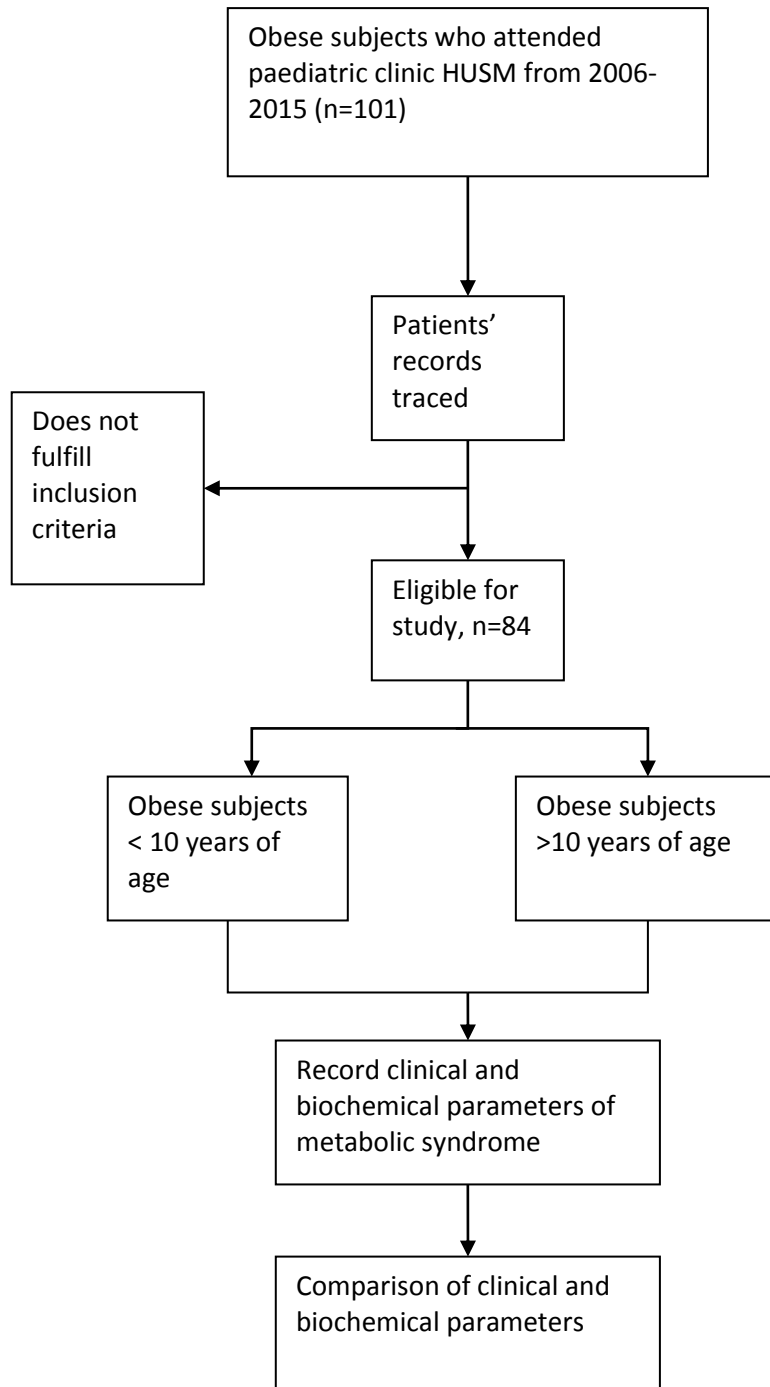 Obese subjects who attended
paediatric clinic HUSM from 2006-
2015 (n=101)
Patients’
records
traced
Does not
fulfill
inclusion
criteria
Eligible for
study, n=84
Obese subjects
< 10 years of
age
Obese subjects
>10 years of age
Record clinical and
biochemical parameters of
metabolic syndrome
Comparison of clinical and
biochemical parameters